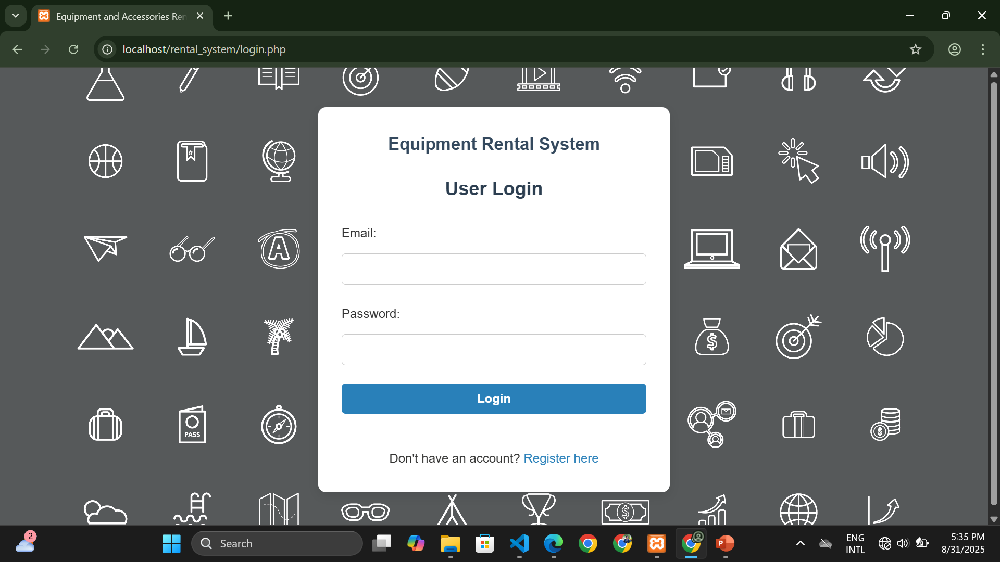 Equipment and Accessories Ren
localhost/rental_system/login.php
Equipment Rental System
User Login
Email:
Password:
Login
Don't have an account? Register here
A
$
PASS
$
$
2
Search
P
ENG
INTL
5:35 PM
8/31/2025